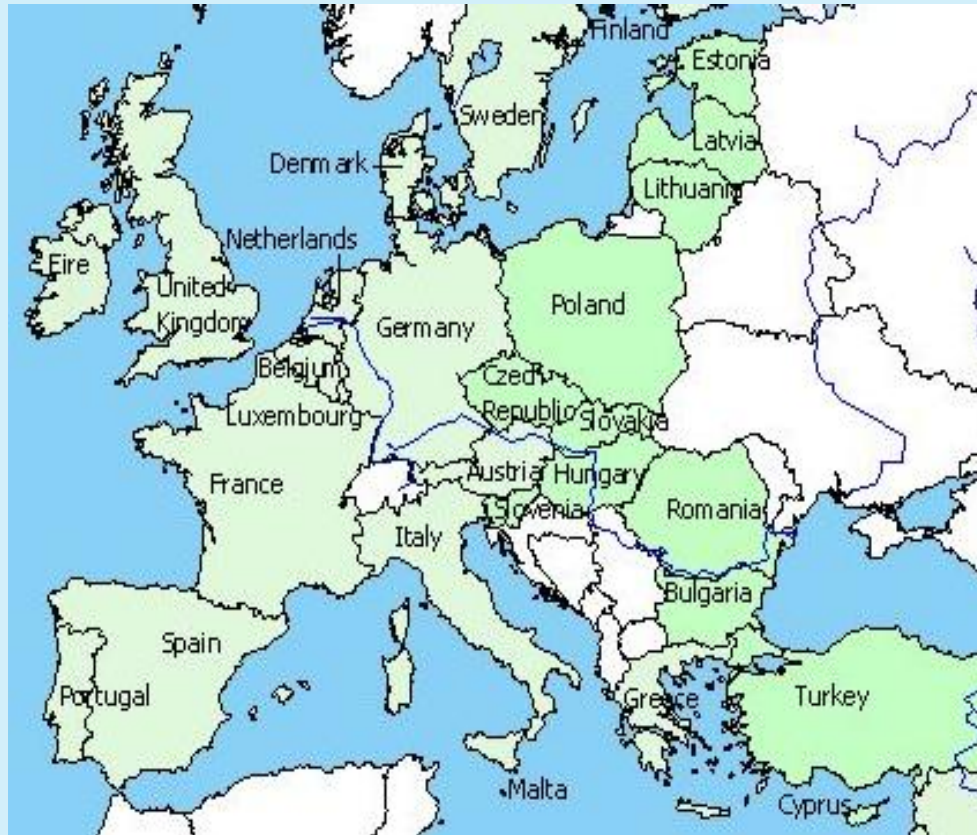 Finland
Estonia
Sweden
Latvia
Denmark
Lithuani
Netherlands
Eire
United
Kingdom
Poland
Germany
Belgium
Czech
Republic
Luxembourg
Slovakia
France
Austria
Hungary
Slovenia
Romania
Italy
Bulgaria
Spain
Portugal
Greece
Turkey
Malta
Cyprus